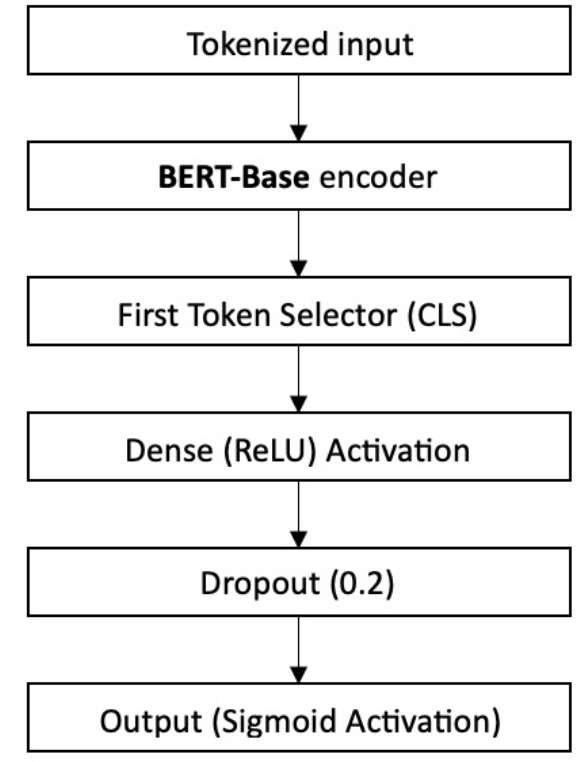 Tokenized input
BERT-Base encoder
First Token Selector (CLS)
Dense (ReLU) Activation
Dropout (0.2)
Output (Sigmoid Activation)